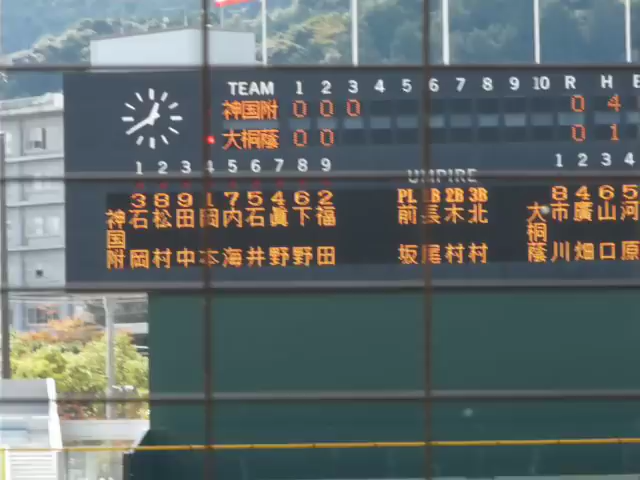 TEAM 1 2 3 4 5 6 7 8 9 10 R H E
神国附 0 0 0 0 4
大桐蔭 0 0 0 1
1 2 3 4 5 6 7 8 9 1 2 3 4
UMPIRE
3 8 9 1 7 5 4 6 2 PL 1B 2B 3B 8 4 6 5
神国附 石岡 松村 田中 岡本 内海 石井 眞野 下野 福田 前坂 長尾 木村 北村 大桐蔭 市川 廣畑 山口 河原